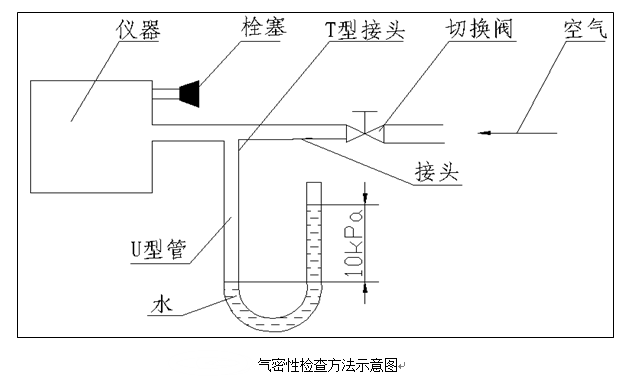 仪器
栓塞
T型接头
切换阀
空气
接头
U型管
10kPa
水
气密性检查方法示意图